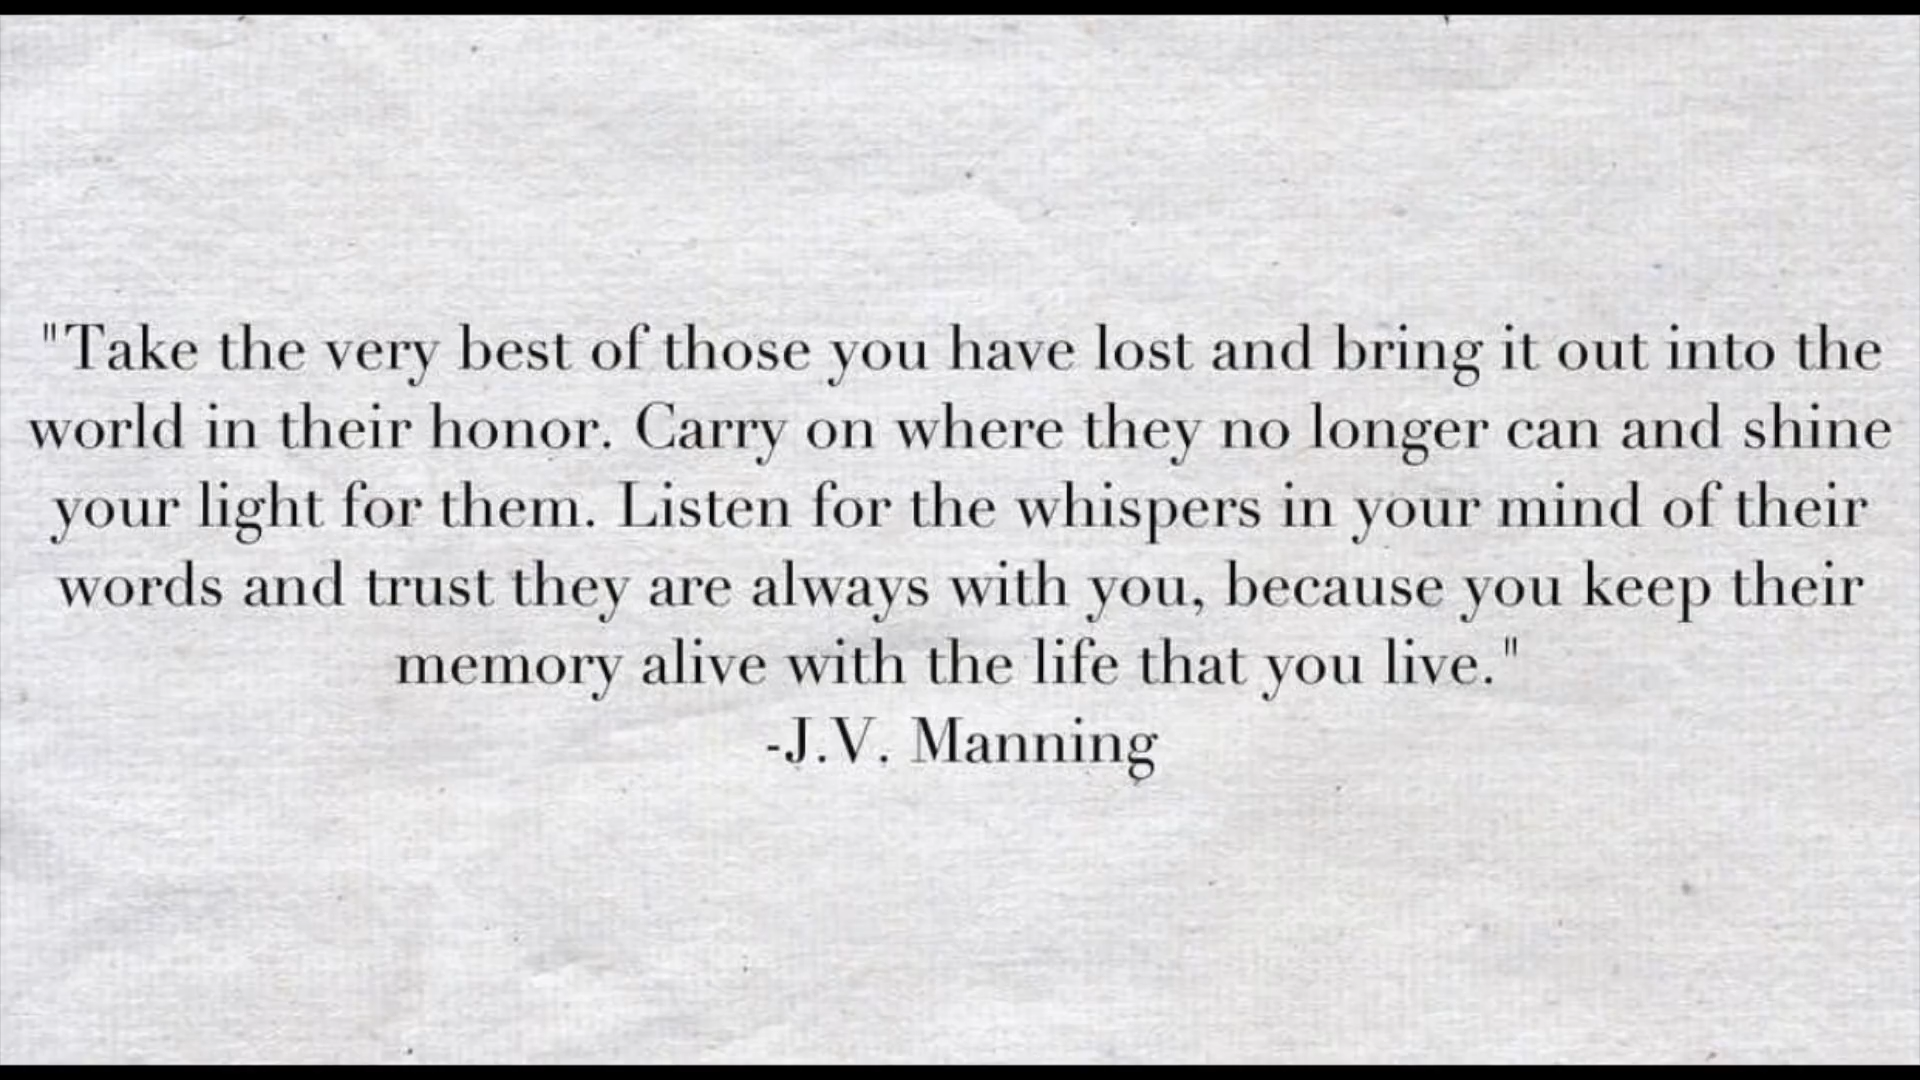 "Take the very best of those you have lost and bring it out into the
world in their honor. Carry on where they no longer can and shine
your light for them. Listen for the whispers in your mind of their
words and trust they are always with you, because you keep their
memory alive with the life that you live."
-J.V. Manning